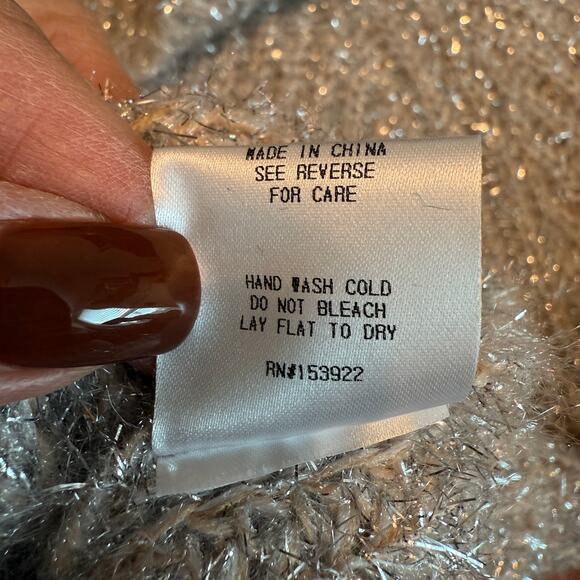 MADE IN CHINA
SEE REVERSE
FOR CARE
HAND WASH COLD
DO NOT BLEACH
LAY FLAT TO DRY
RN#153922